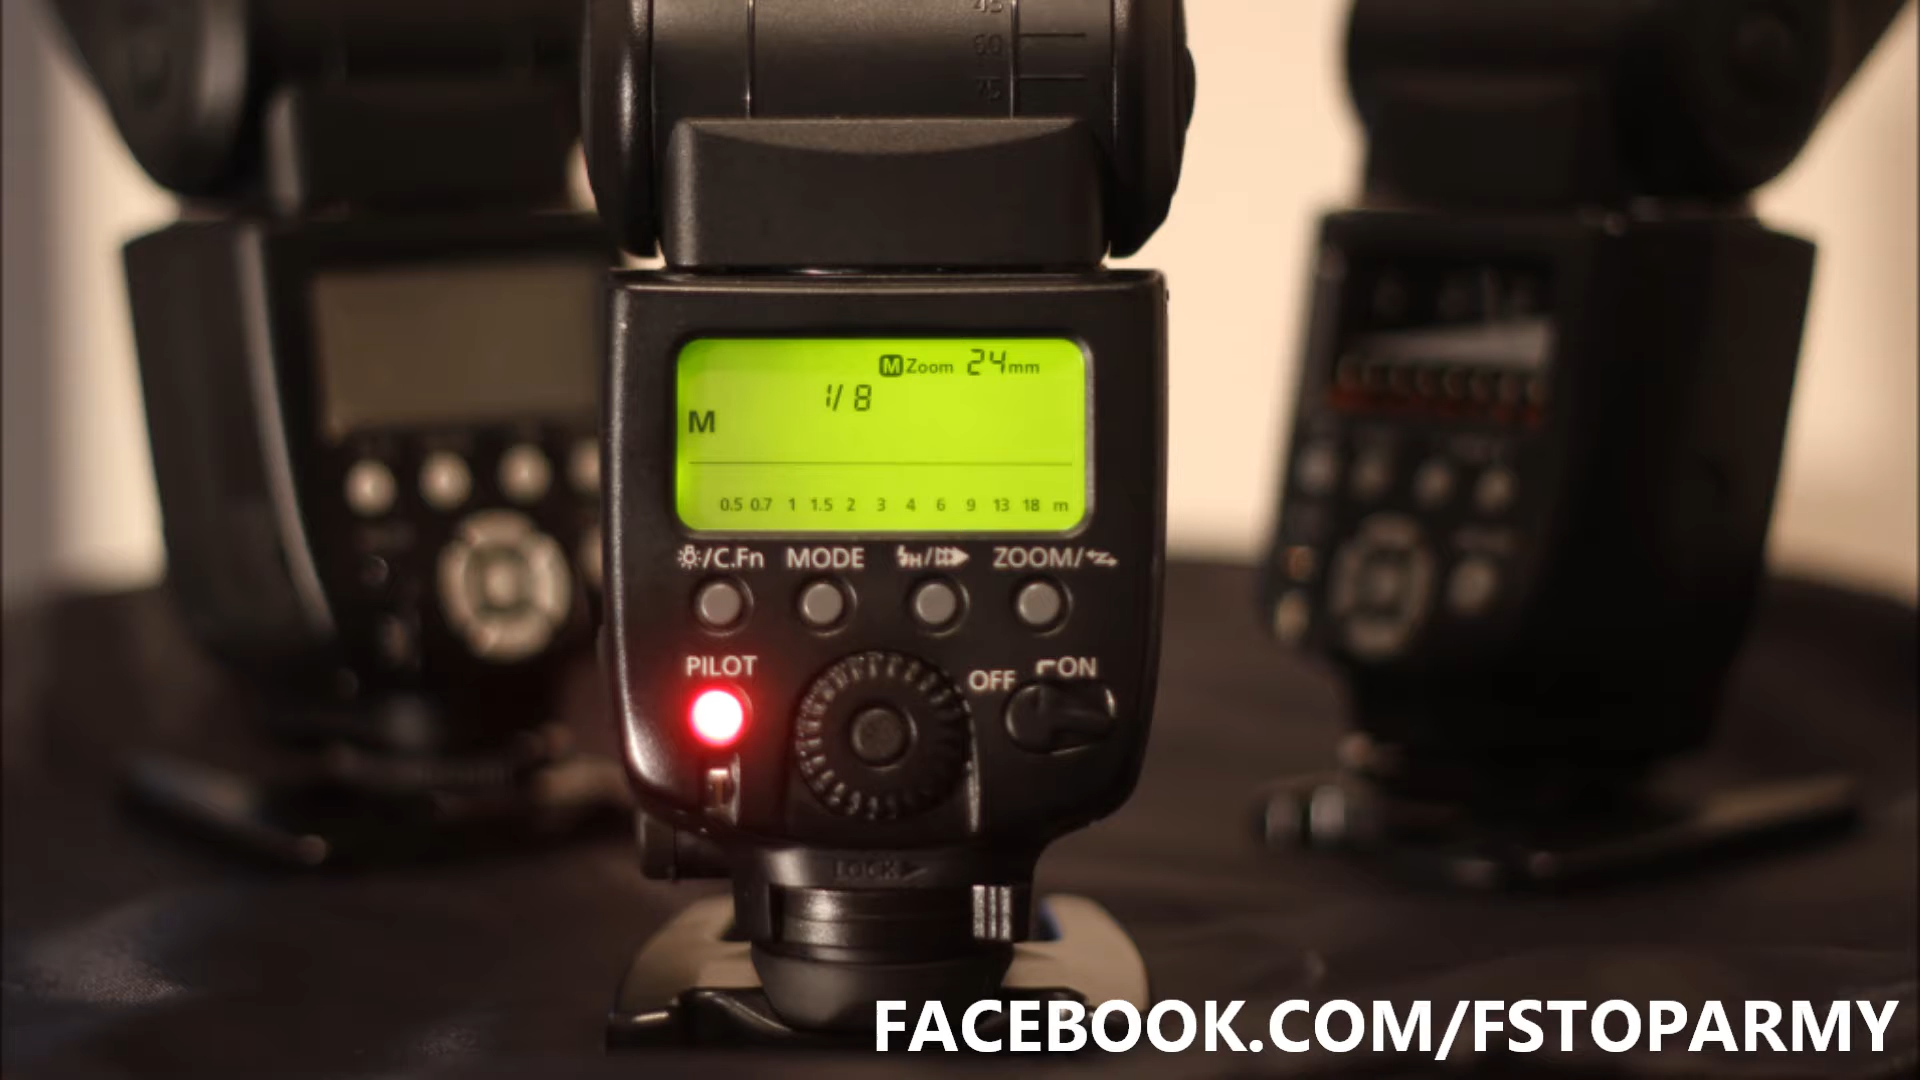 45
60
75
M Zoom 24mm
1/ 8
M
0.5 0.7 1 1.5 2 3 4 6 9 13 18 m
/C.Fn MODE H/ ZOOM/
PILOT
OFF ON
LOCK
FACEBOOK.COM/FSTOPARMY